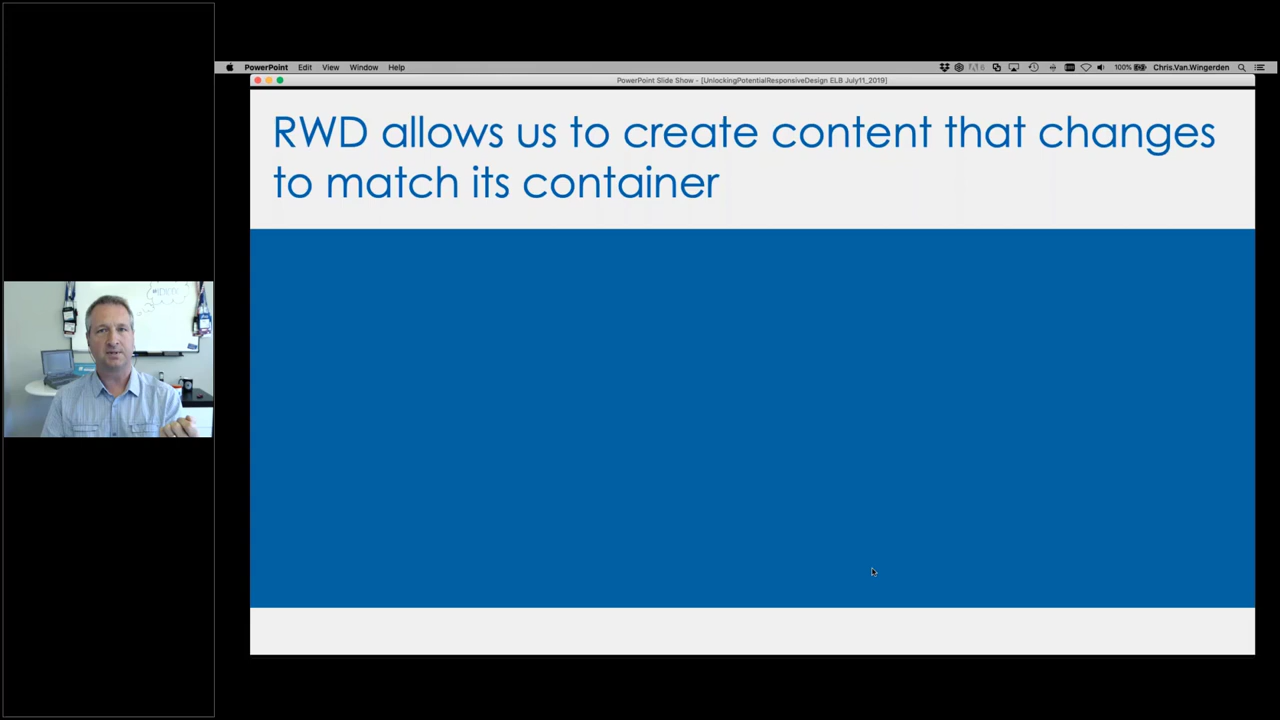 PowerPoint Edit View Window Help 100% Chris.Van.Wingerden
PowerPoint Slide Show - [UnlockingPotentialResponsiveDesign ELB July11_2019]
RWD allows us to create content that changes
to match its container